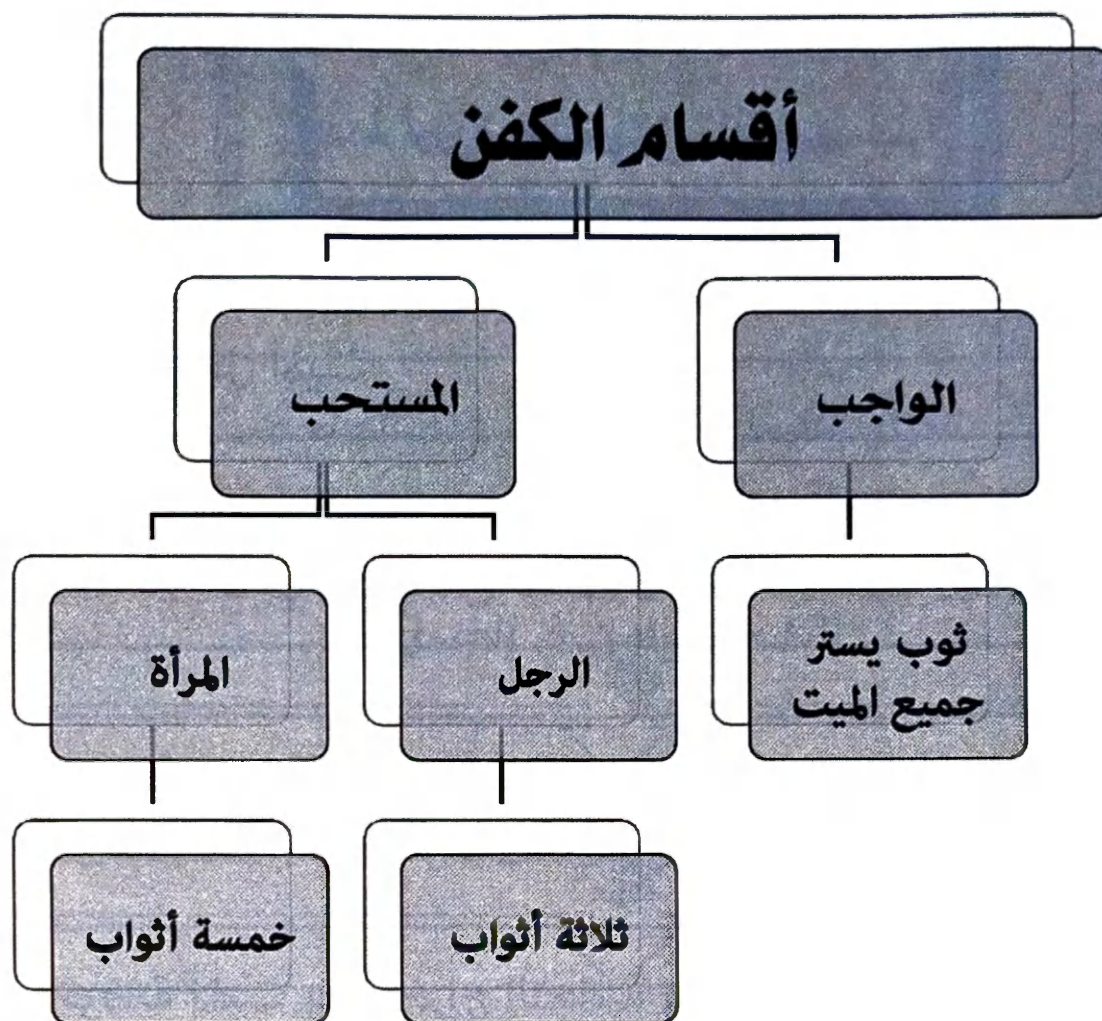 أقسام الكفن
الواجب
المستحب
ثوب يستر
جميع الميت
الرجل
المرأة
ثلاثة أثواب
خمسة أثواب